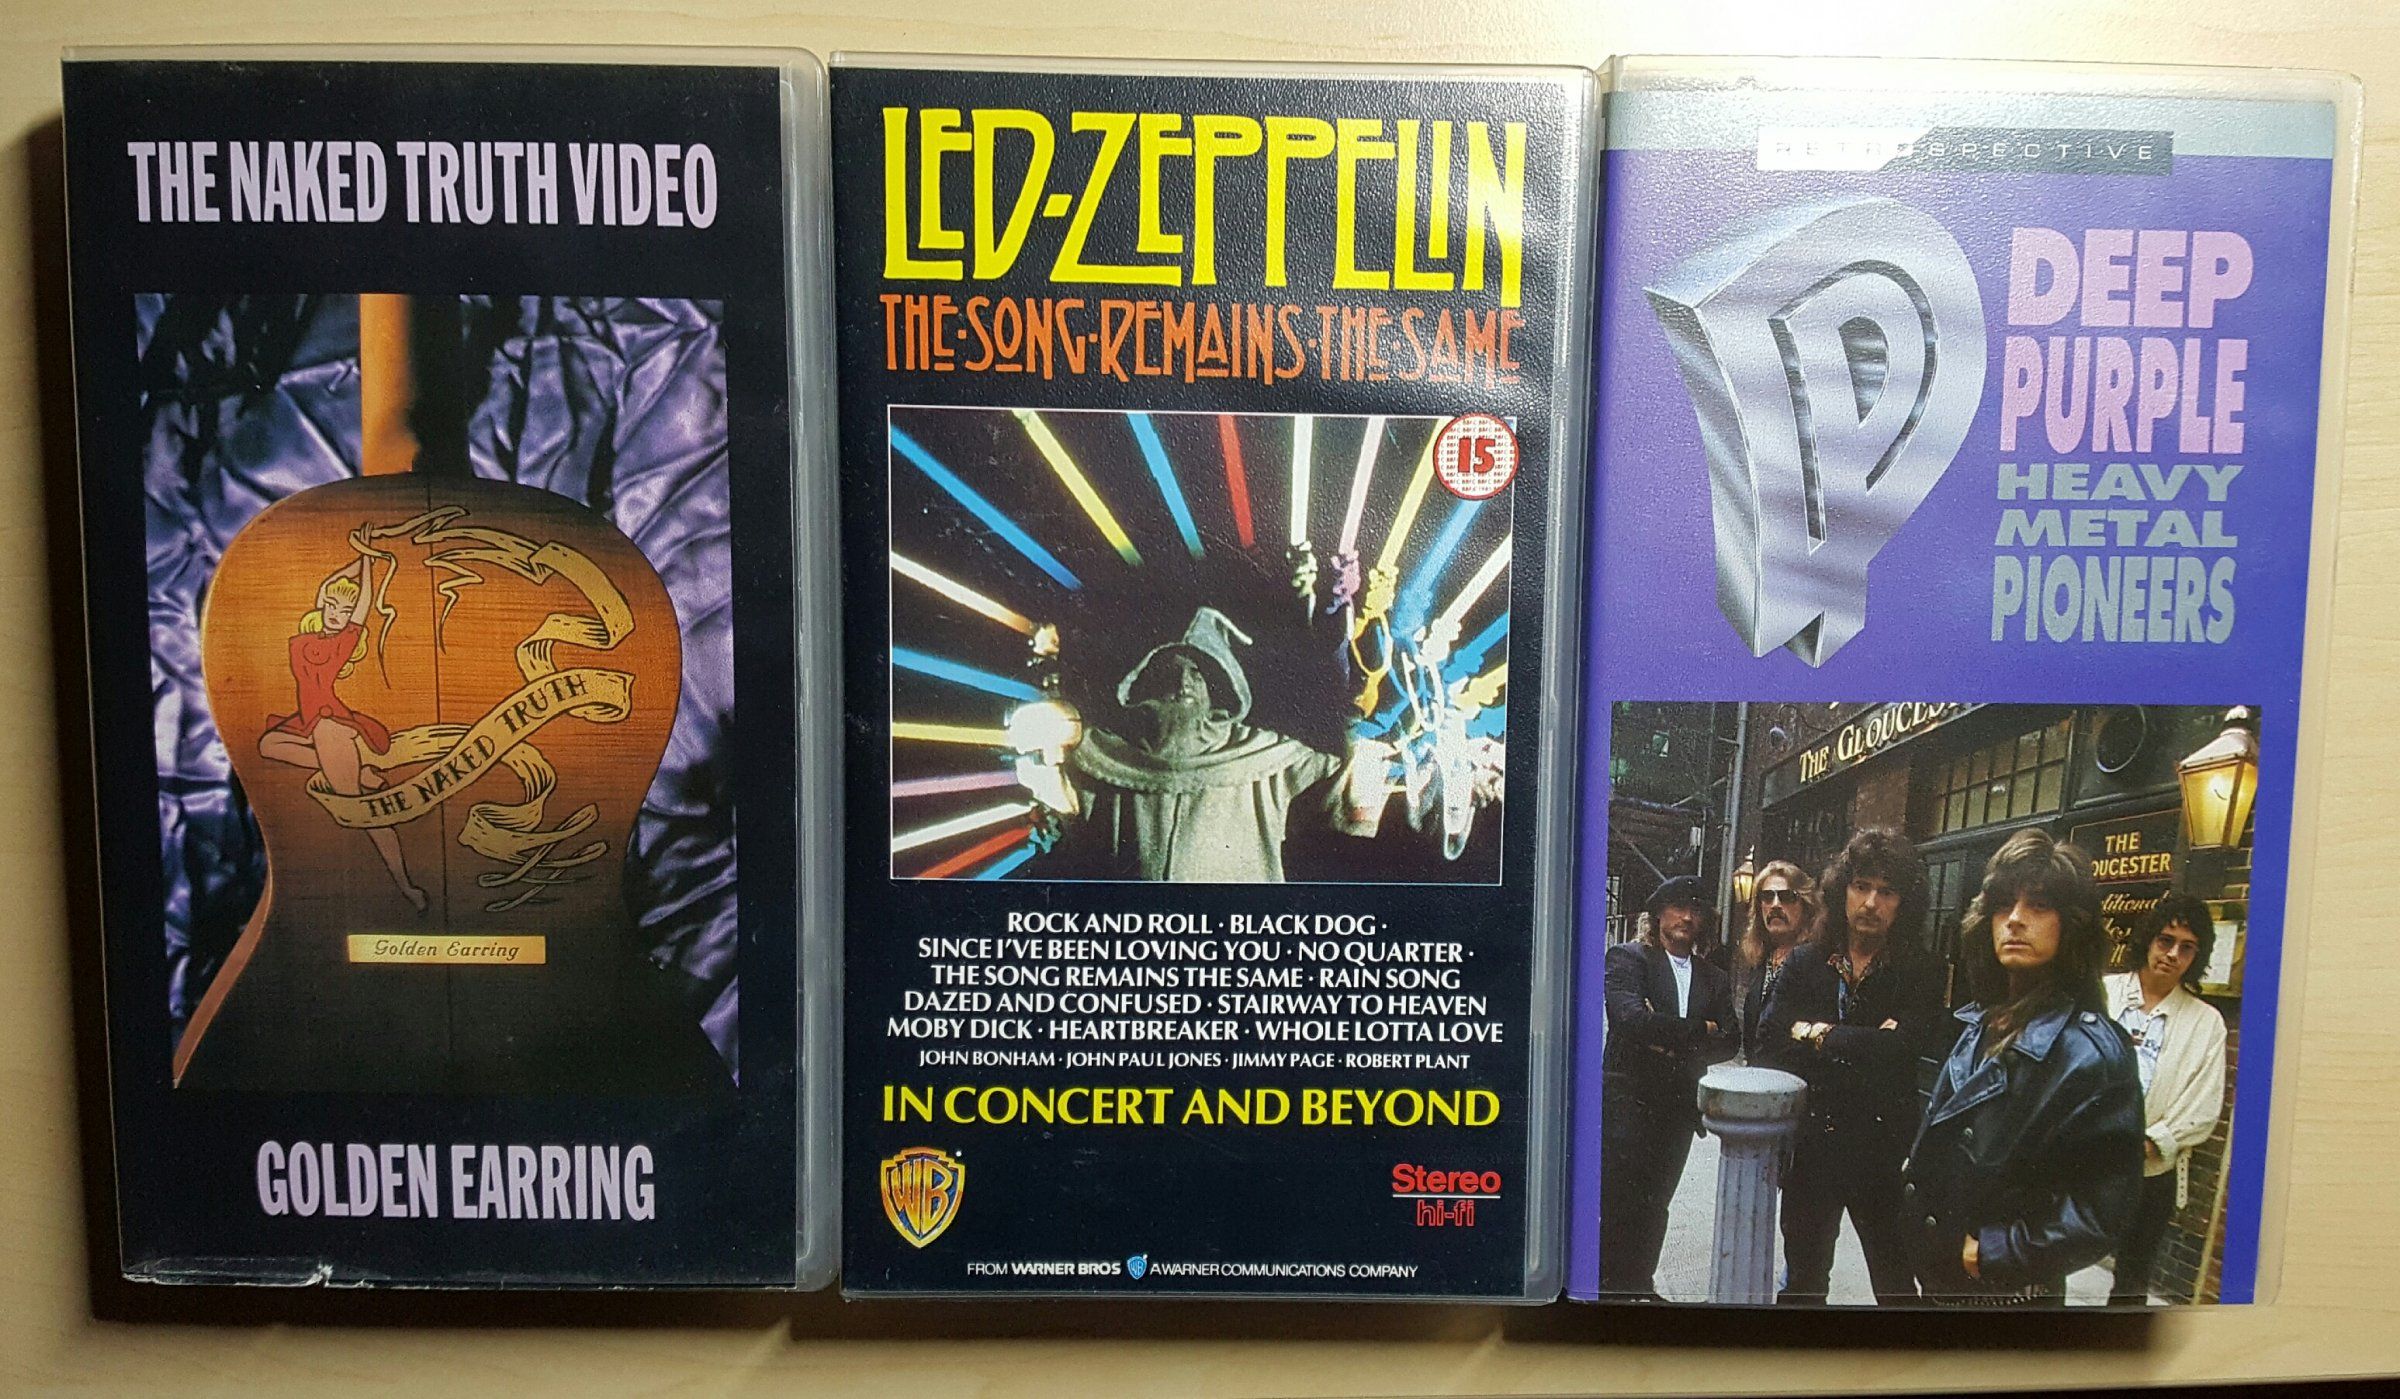 THE NAKED TRUTH VIDEO
THE NAKED TRUTH
Golden Earring
GOLDEN EARRING
LED-ZEPPELIN
THE·SONG·REMAINS·THE·SAME
15
ROCK AND ROLL · BLACK DOG ·
SINCE I'VE BEEN LOVING YOU · NO QUARTER ·
THE SONG REMAINS THE SAME · RAIN SONG
DAZED AND CONFUSED · STAIRWAY TO HEAVEN
MOBY DICK · HEARTBREAKER · WHOLE LOTTA LOVE
JOHN BONHAM · JOHN PAUL JONES · JIMMY PAGE · ROBERT PLANT
IN CONCERT AND BEYOND
WB
Stereo
hi-fi
FROM WARNER BROS WB A WARNER COMMUNICATIONS COMPANY
RETROSPECTIVE
DP
DEEP
PURPLE
HEAVY
METAL
PIONEERS
THE GLOUCES
THE
OUCESTER